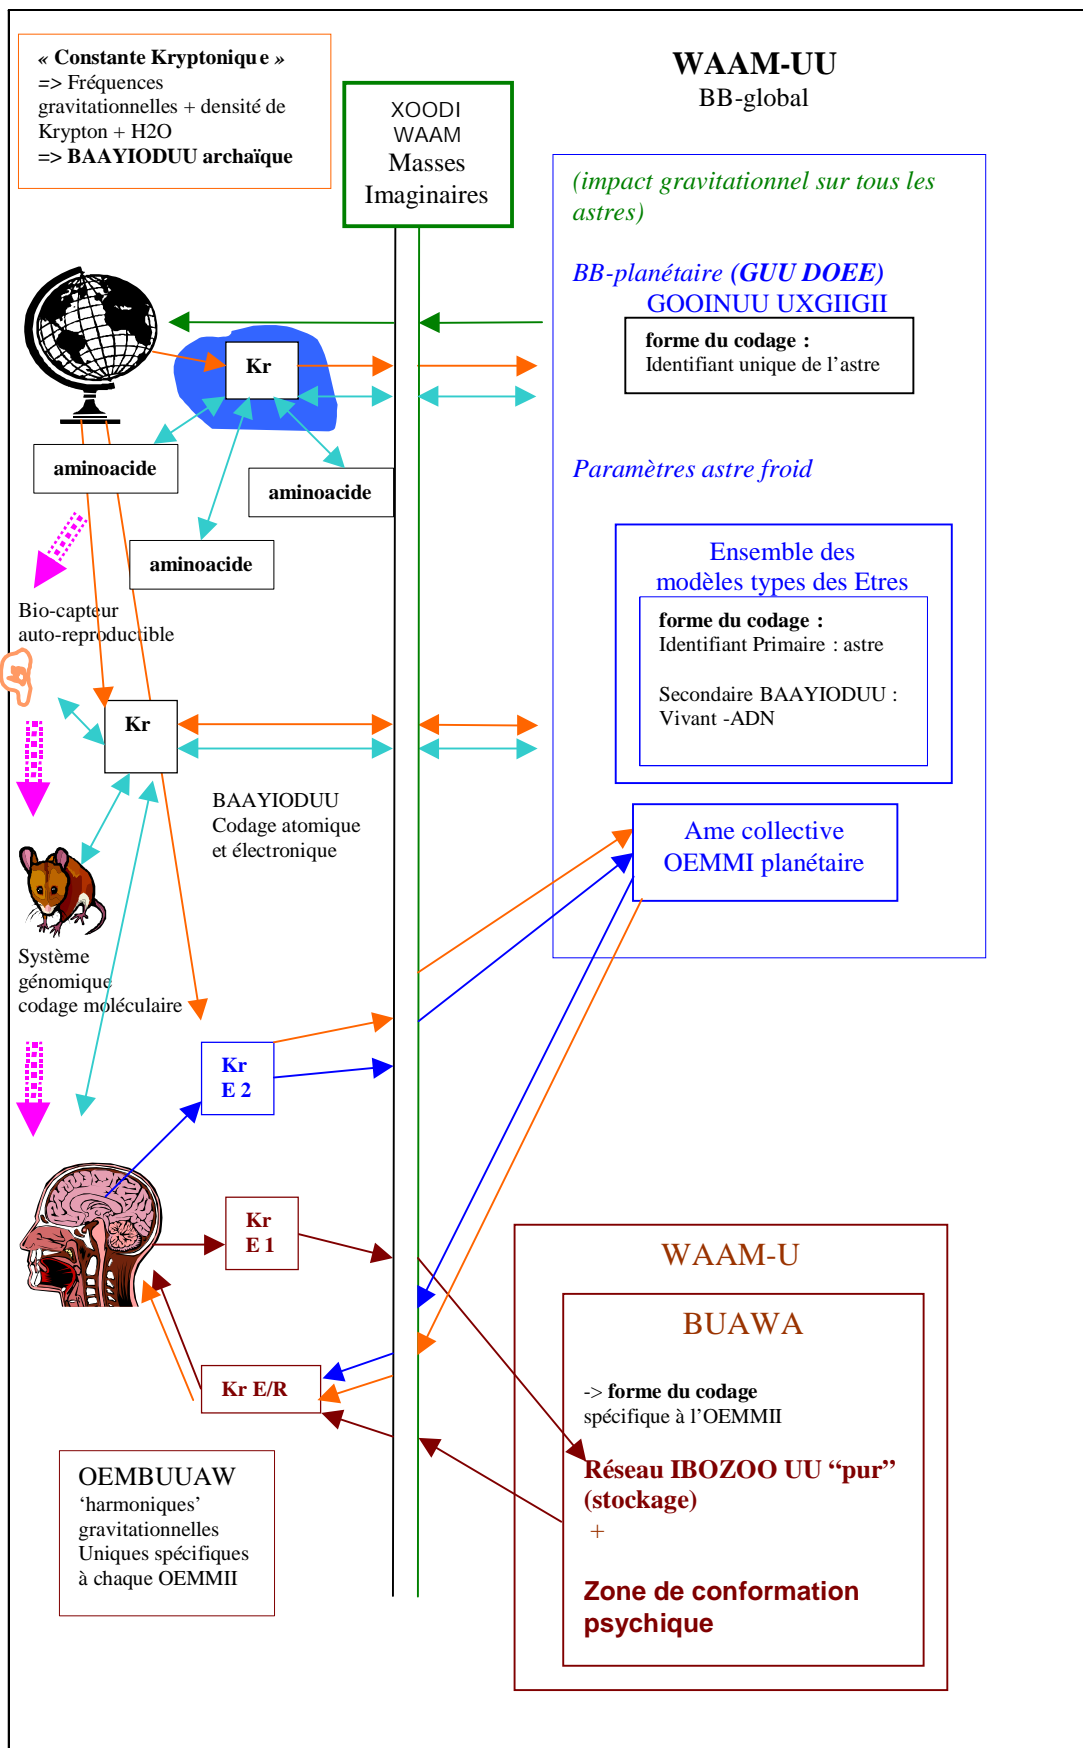 « Constante Kryptonique »
=> Fréquences
gravitationnelles + densité de
Krypton + H2O
=> BAAYIODUU archaïque
XOODI
WAAM
Masses
Imaginaires
WAAM-UU
BB-global
(impact gravitationnel sur tous les
astres)
BB-planétaire (GUU DOEE)
GOOINUU UXGIIGII
forme du codage :
Identifiant unique de l’astre
Kr
aminoacide
aminoacide
aminoacide
Paramètres astre froid
Ensemble des
modèles types des Etres
forme du codage :
Identifiant Primaire : astre
Secondaire BAAYIODUU :
Vivant -ADN
Bio-capteur
auto-reproductible
Kr
BAAYIODUU
Codage atomique
et électronique
Ame collective
OEMMI planétaire
Système
génomique
codage moléculaire
Kr
E 2
Kr
E 1
Kr E/R
WAAM-U
BUAWA
-> forme du codage
spécifique à l’OEMMII
Réseau IBOZOO UU “pur”
(stockage)
+
Zone de conformation
psychique
OEMBUUAW
‘harmoniques’
gravitationnelles
Uniques spécifiques
à chaque OEMMII